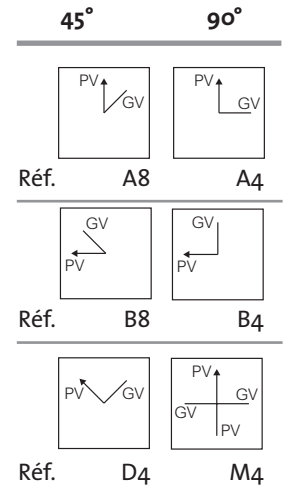 45° 90°
PV GV PV GV
Réf. A8 A4
GV PV GV PV
Réf. B8 B4
PV GV PV GV GV PV
Réf. D4 M4